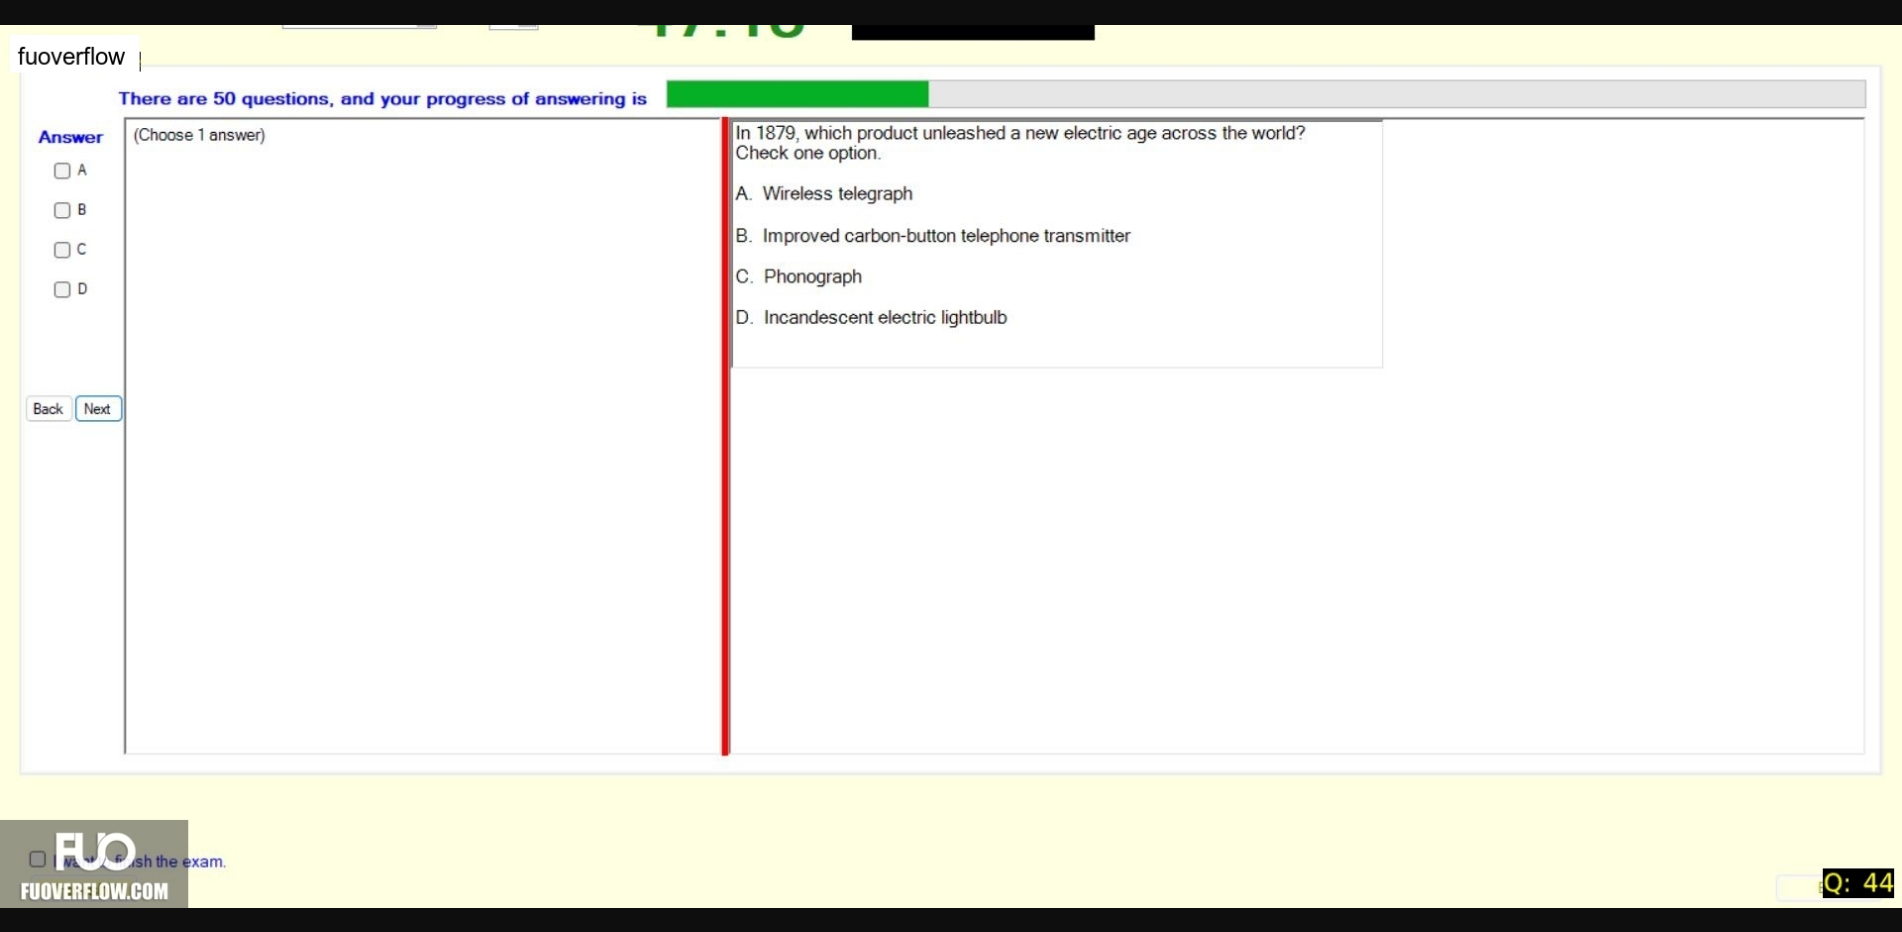 fuoverflow
There are 50 questions, and your progress of answering is
Answer
(Choose 1 answer)
A
B
C
D
Back Next
In 1879, which product unleashed a new electric age across the world?
Check one option.
A. Wireless telegraph
B. Improved carbon-button telephone transmitter
C. Phonograph
D. Incandescent electric lightbulb
FUO
the exam.
FUOVERFLOW.COM
Q: 44